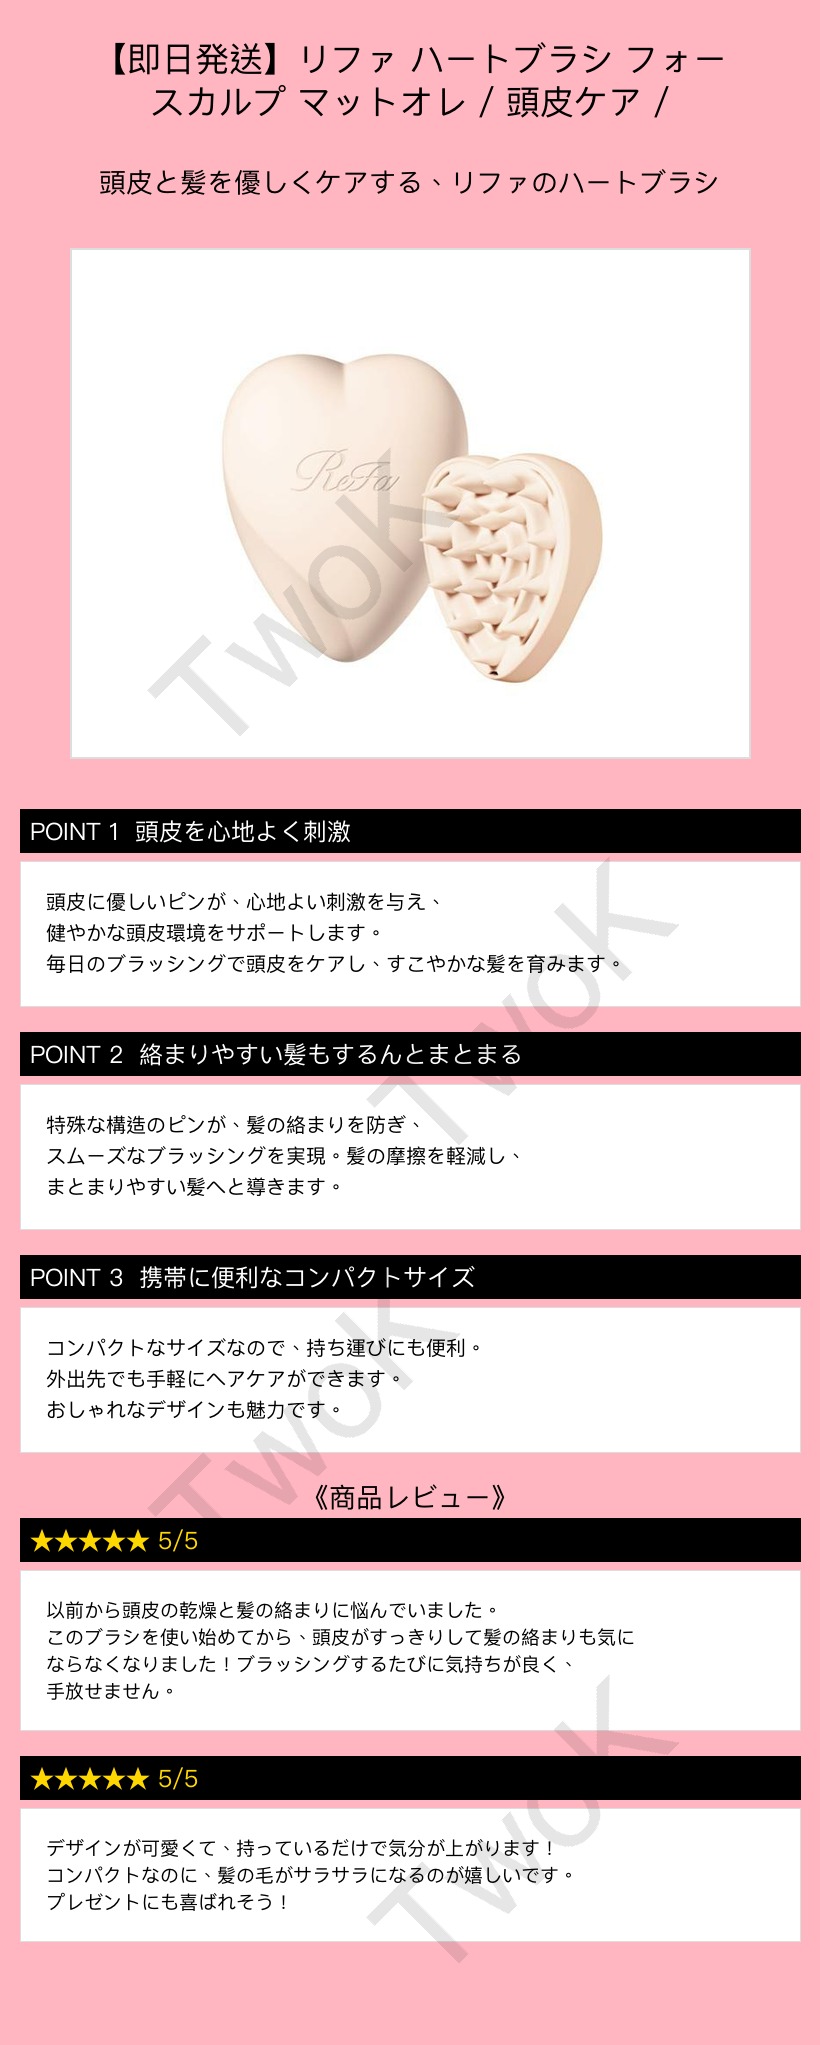 【即日発送】リファ ハートブラシ フォー
スカルプ マットオレ / 頭皮ケア /
頭皮と髪を優しくケアする、リファのハートブラシ
ReFa
TwoK
POINT 1 頭皮を心地よく刺激
頭皮に優しいピンが、心地よい刺激を与え、
健やかな頭皮環境をサポートします。
毎日のブラッシングで頭皮をケアし、すこやかな髪を育みます。
TwoK
POINT 2 絡まりやすい髪もするんとまとまる
特殊な構造のピンが、髪の絡まりを防ぎ、
スムーズなブラッシングを実現。髪の摩擦を軽減し、
まとまりやすい髪へと導きます。
POINT 3 携帯に便利なコンパクトサイズ
コンパクトなサイズなので、持ち運びにも便利。
外出先でも手軽にヘアケアができます。
おしゃれなデザインも魅力です。
TwoK
《商品レビュー》
★★★★★ 5/5
以前から頭皮の乾燥と髪の絡まりに悩んでいました。
このブラシを使い始めてから、頭皮がすっきりして髪の絡まりも気に
ならなくなりました！ブラッシングするたびに気持ちが良く、
手放せません。
★★★★★ 5/5
デザインが可愛くて、持っているだけで気分が上がります！
コンパクトなのに、髪の毛がサラサラになるのが嬉しいです。
プレゼントにも喜ばれそう！
TwoK